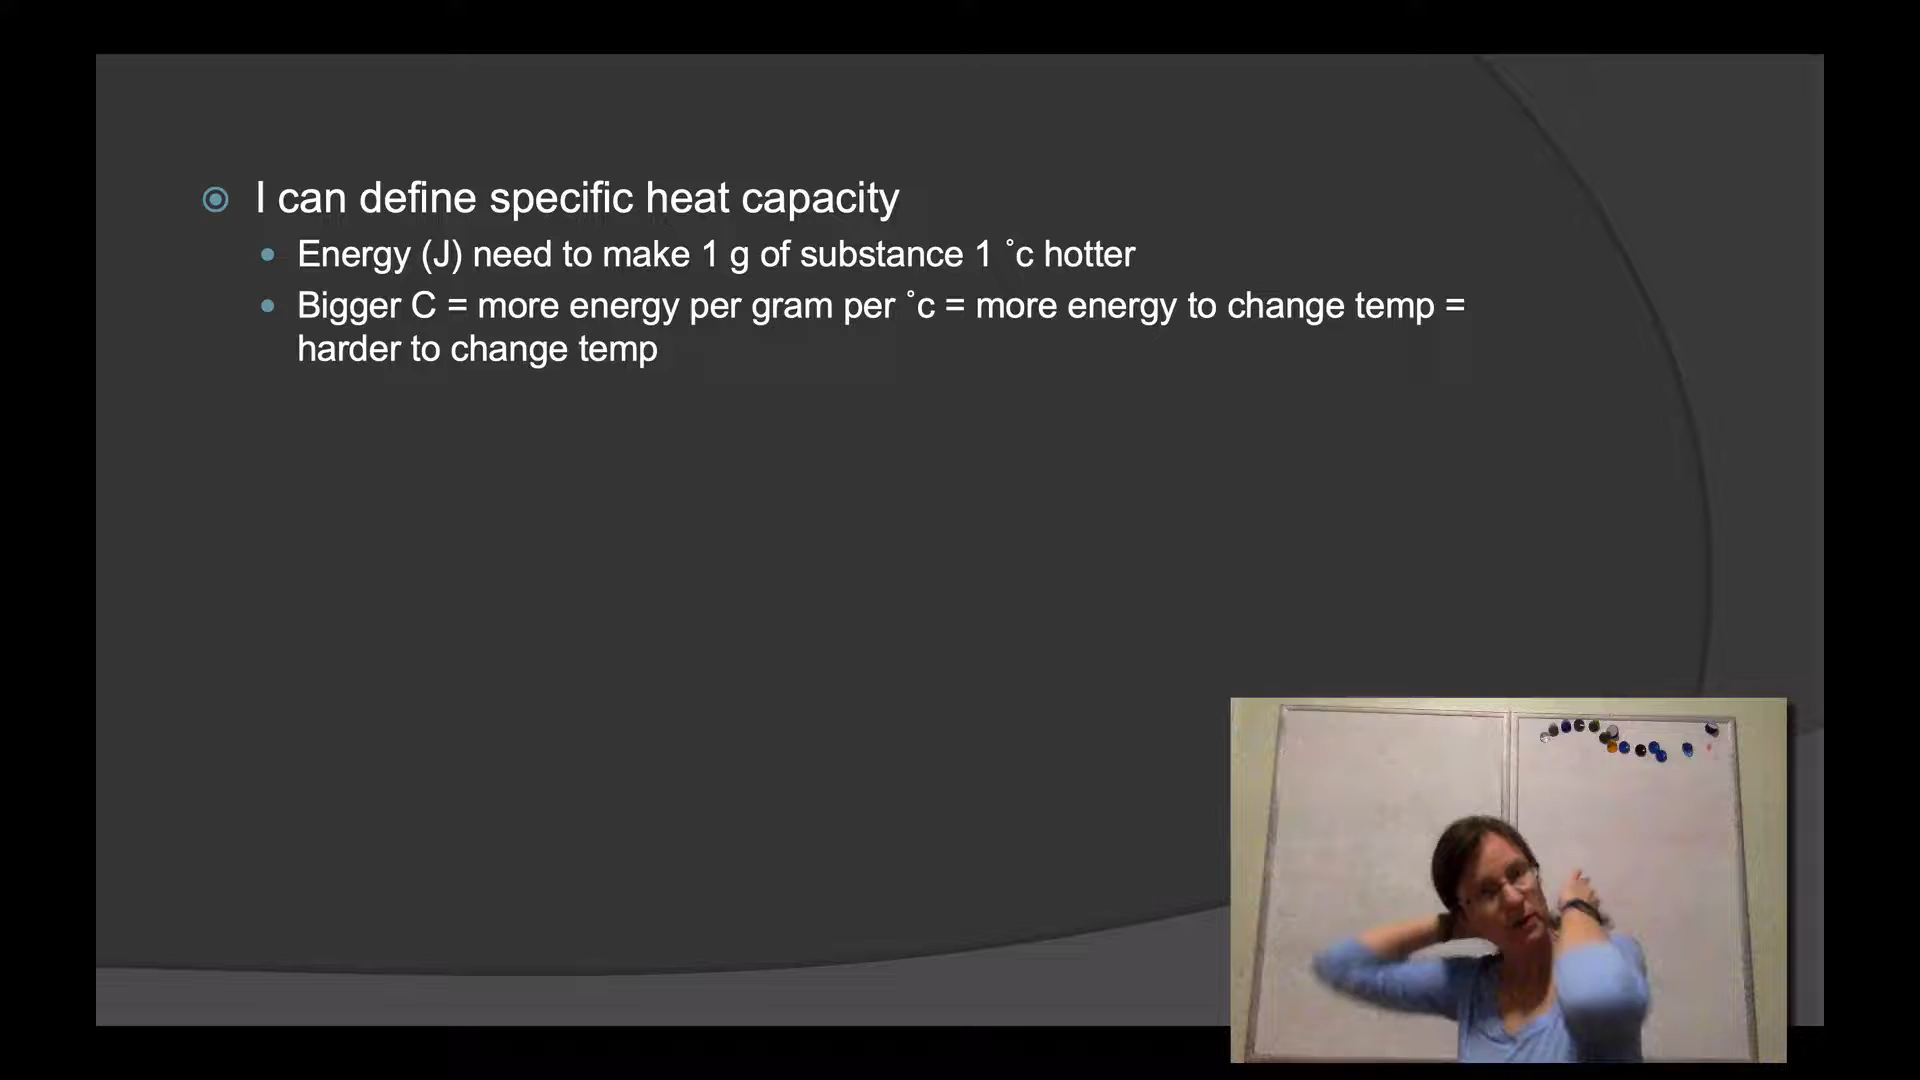 I can define specific heat capacity
Energy (J) need to make 1 g of substance 1 ˚c hotter
Bigger C = more energy per gram per ˚c = more energy to change temp =
harder to change temp